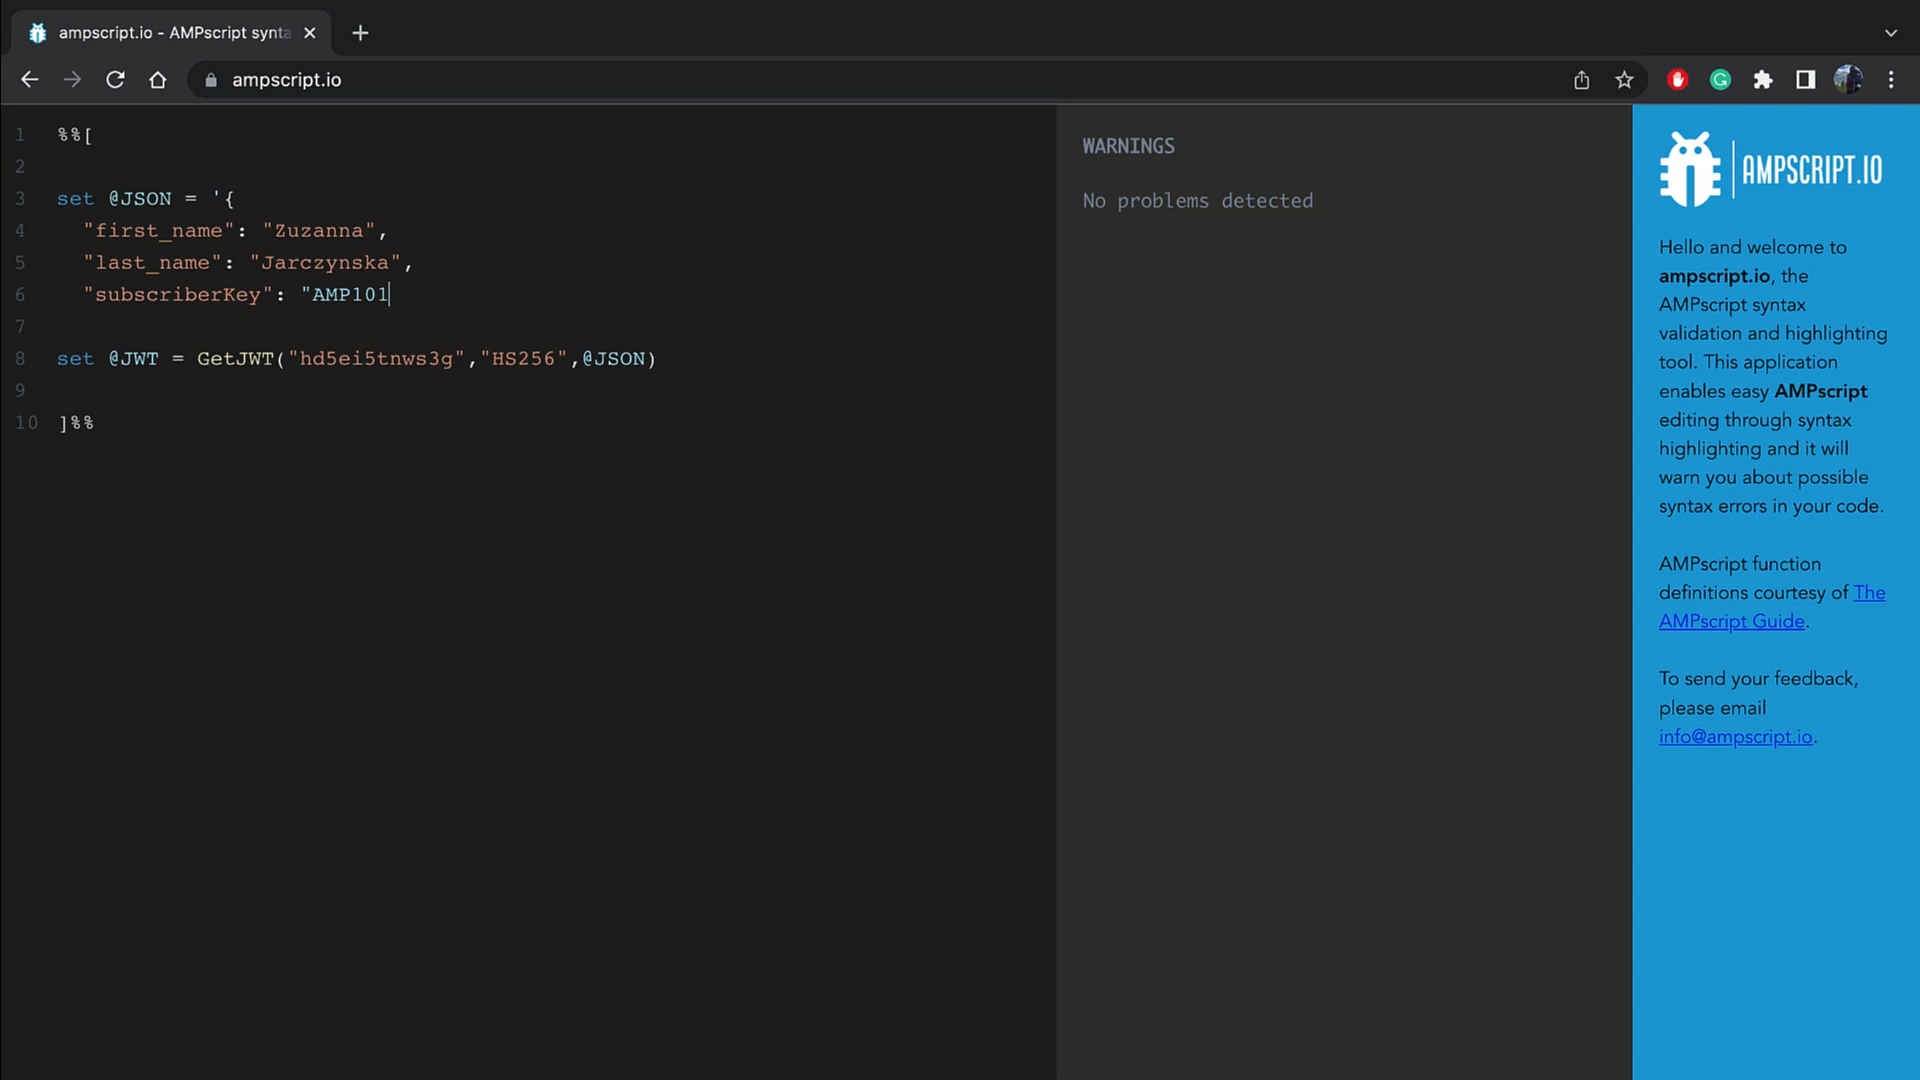 ampscript.io - AMPscript synta
ampscript.io
1 %%[
2
3 set @JSON = '{
4 "first_name": "Zuzanna",
5 "last_name": "Jarczynska",
6 "subscriberKey": "AMP101
7
8 set @JWT = GetJWT("hd5ei5tnws3g","HS256",@JSON)
9
10 ]%%
WARNINGS
No problems detected
AMPSCRIPT.IO
Hello and welcome to
ampscript.io, the
AMPscript syntax
validation and highlighting
tool. This application
enables easy AMPscript
editing through syntax
highlighting and it will
warn you about possible
syntax errors in your code.
AMPscript function
definitions courtesy of The
AMPscript Guide.
To send your feedback,
please email
info@ampscript.io.